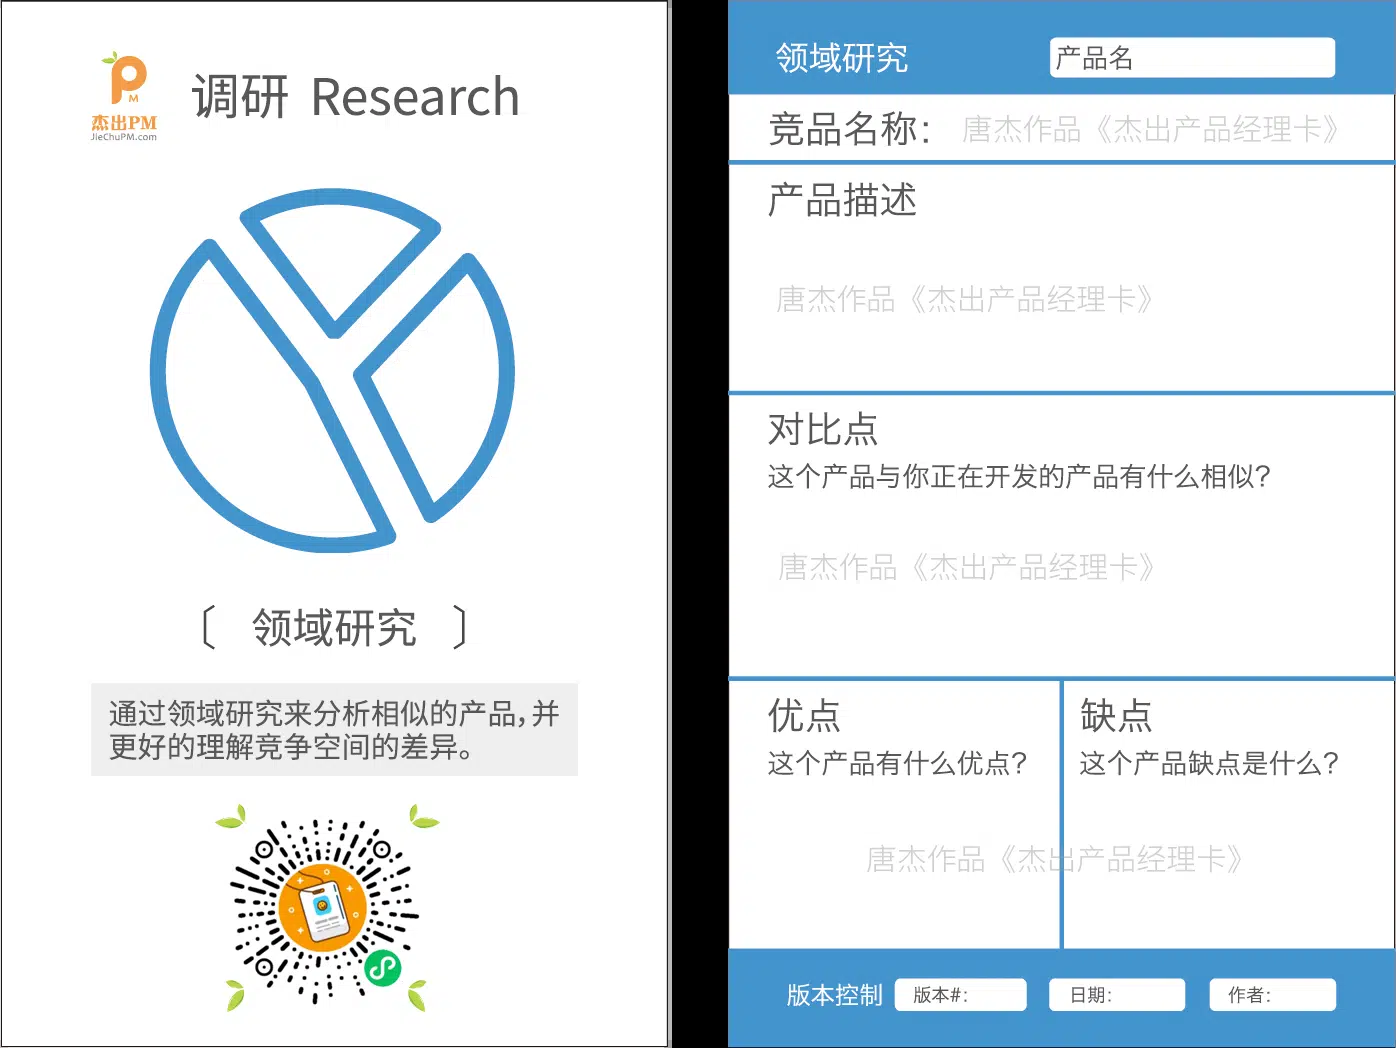 PM
杰出PM
JieChuPM.com
调研 Research
〔 领域研究 〕
通过领域研究来分析相似的产品，并
更好的理解竞争空间的差异。
领域研究
产品名
竞品名称：
唐杰作品《杰出产品经理卡》
产品描述
唐杰作品《杰出产品经理卡》
对比点
这个产品与你正在开发的产品有什么相似？
唐杰作品《杰出产品经理卡》
优点
这个产品有什么优点？
缺点
这个产品缺点是什么？
唐杰作品《杰出产品经理卡》
版本控制
版本#：
日期：
作者：